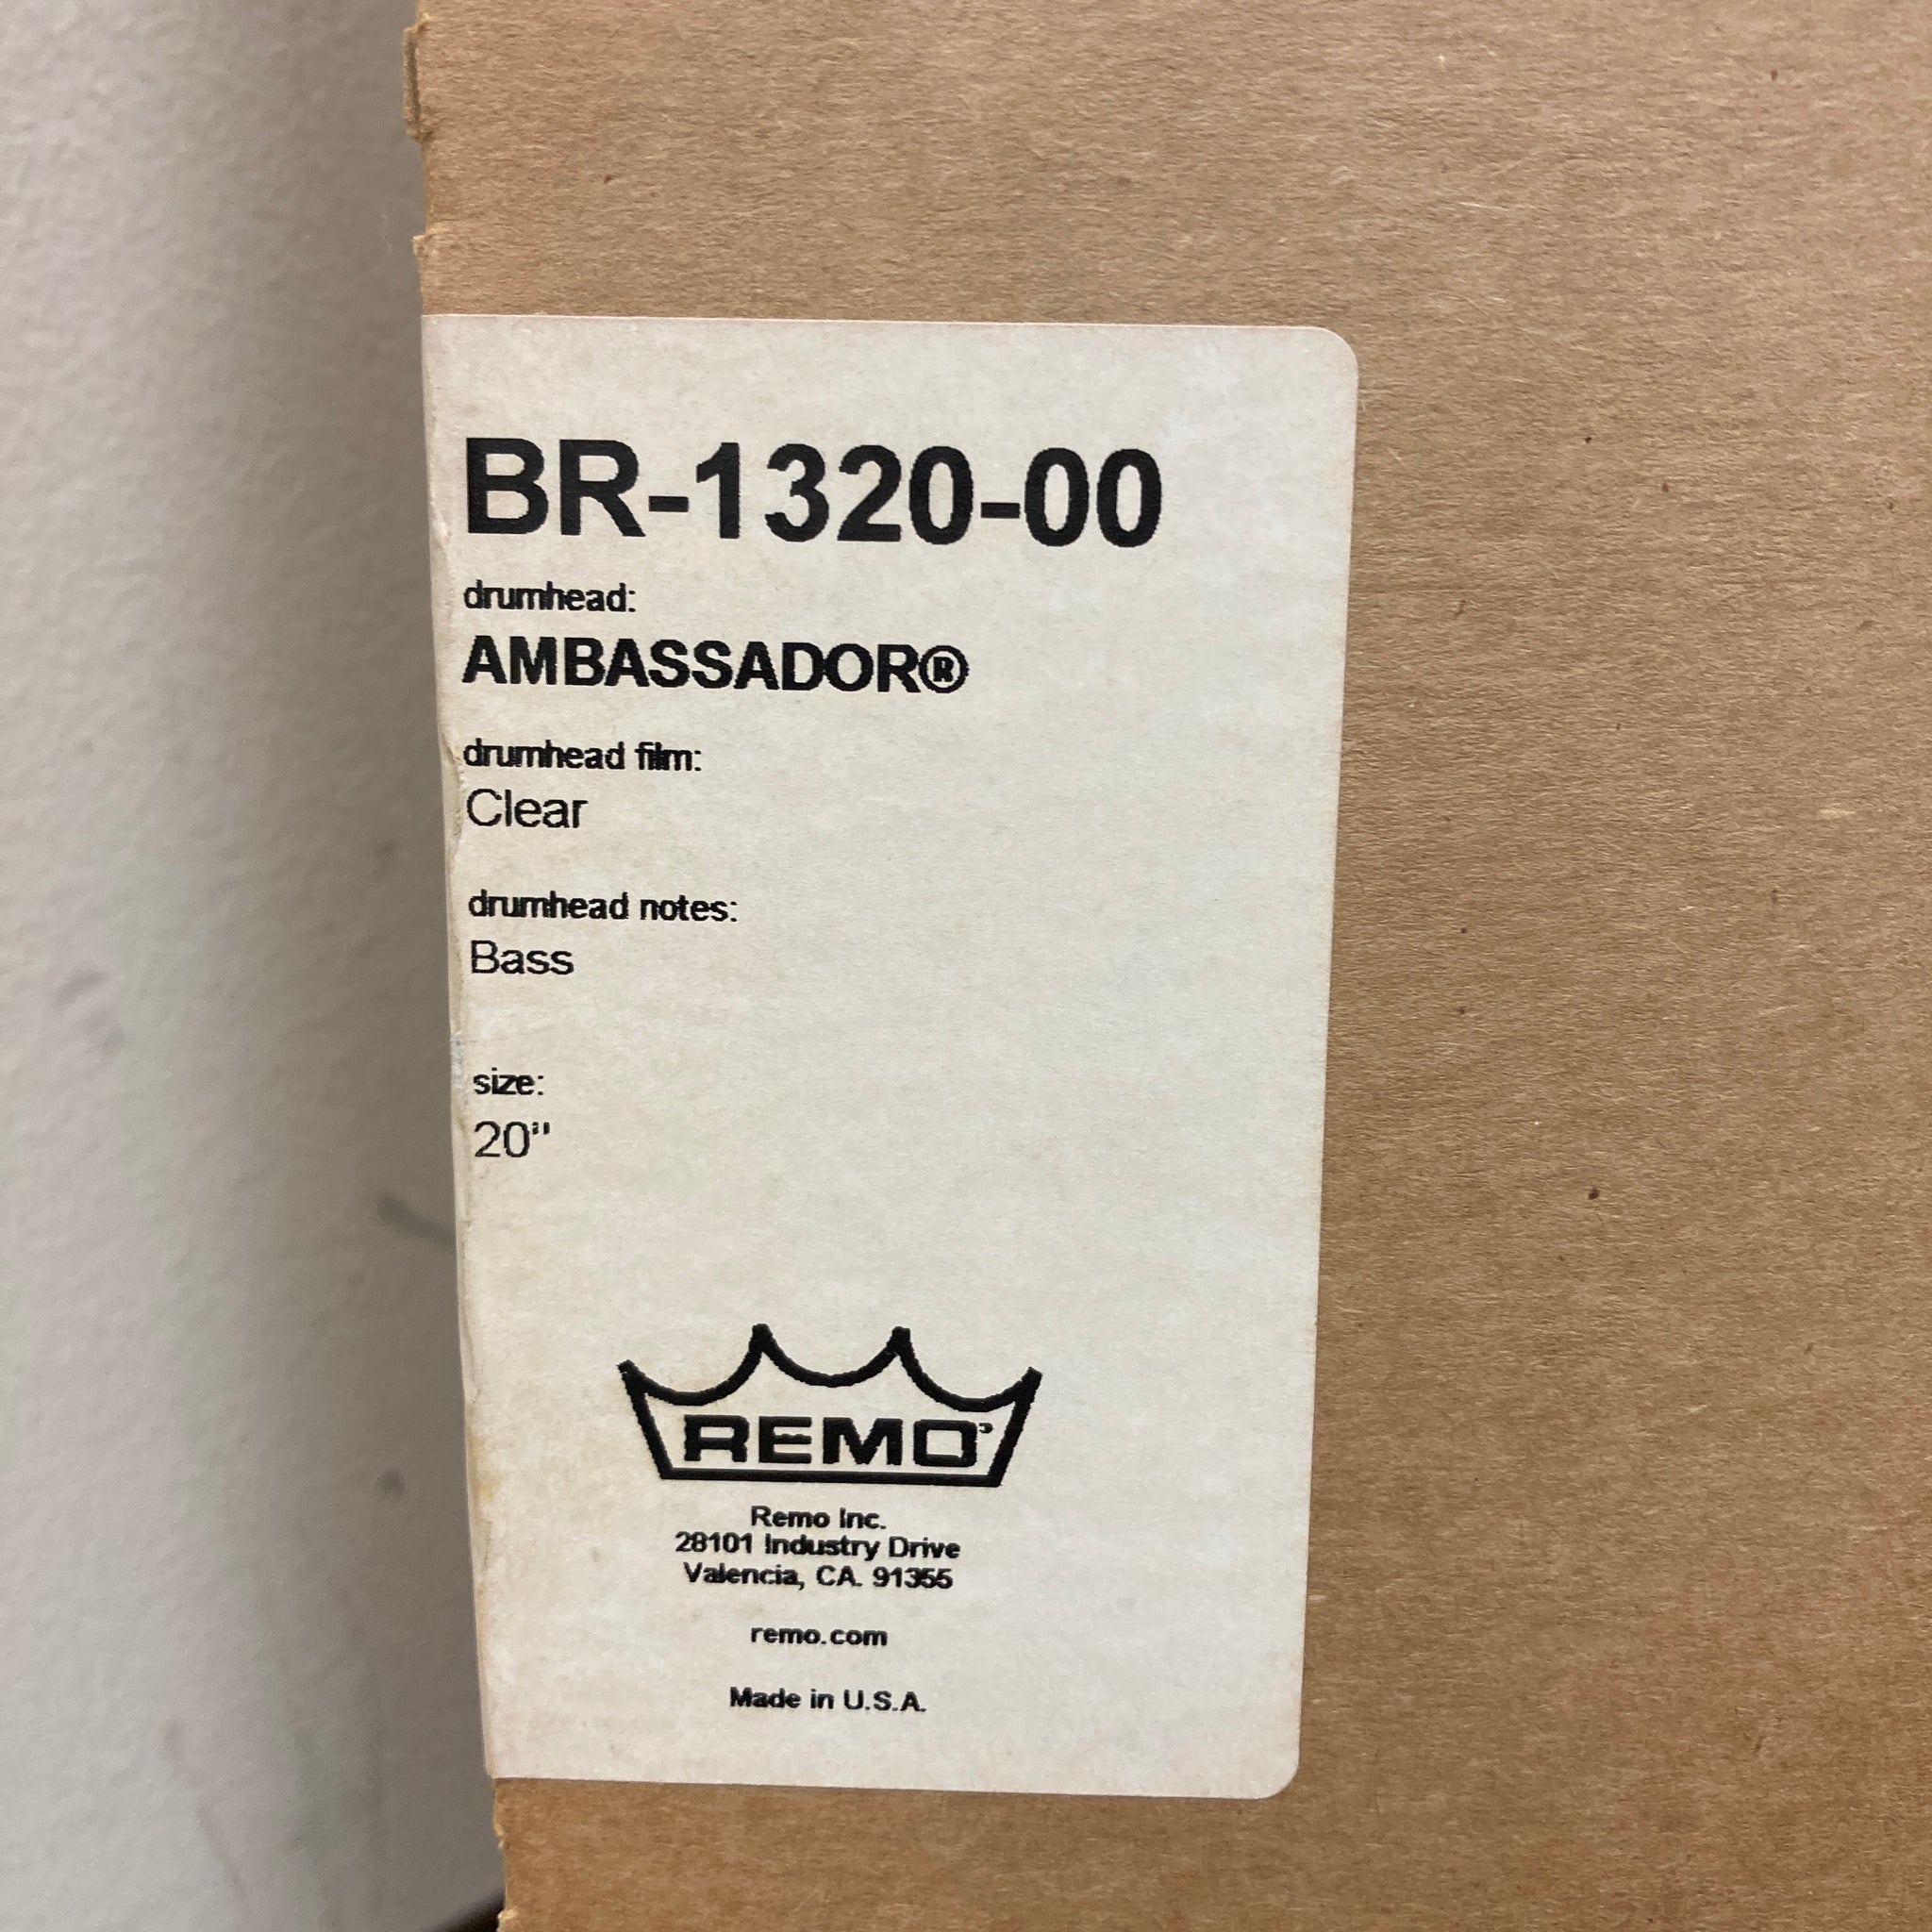 BR-1320-00
drumhead:
AMBASSADOR®
drumhead film:
Clear
drumhead notes:
Bass
size:
20"
REMO
Remo Inc.
28101 Industry Drive
Valencia, CA. 91355
remo.com
Made in U.S.A.